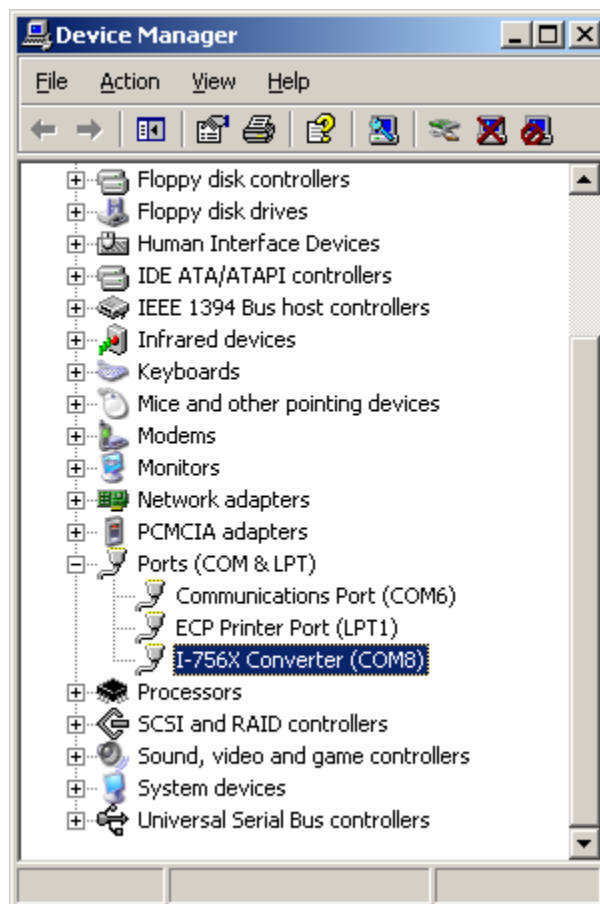 Device Manager
File Action View Help
Floppy disk controllers
Floppy disk drives
Human Interface Devices
IDE ATA/ATAPI controllers
IEEE 1394 Bus host controllers
Infrared devices
Keyboards
Mice and other pointing devices
Modems
Monitors
Network adapters
PCMCIA adapters
Ports (COM & LPT)
Communications Port (COM6)
ECP Printer Port (LPT1)
I-756X Converter (COM8)
Processors
SCSI and RAID controllers
Sound, video and game controllers
System devices
Universal Serial Bus controllers